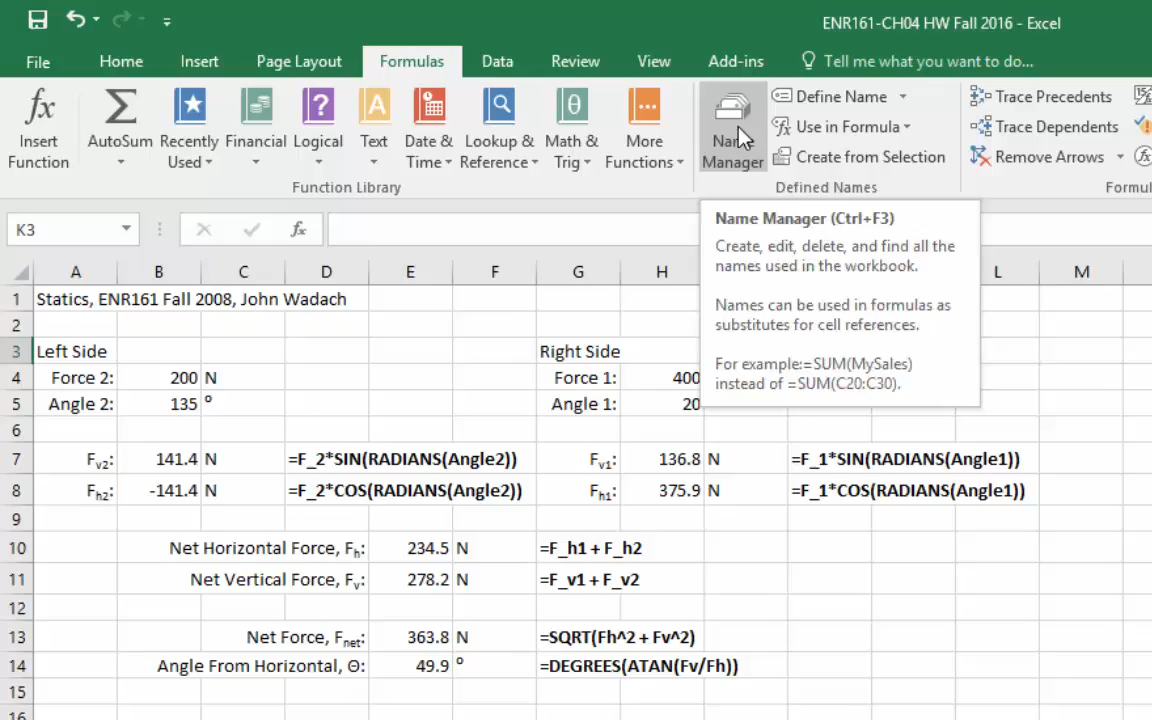 ENR161-CH04 HW Fall 2016 - Excel
File Home Insert Page Layout Formulas Data Review View Add-ins Tell me what you want to do...
fx Σ ? A θ
Insert Function
AutoSum
Recently Used
Financial
Logical
Text
Date & Time
Lookup & Reference
Math & Trig
More Functions
Function Library
Manager
Define Name
Use in Formula
Create from Selection
Defined Names
Trace Precedents
Trace Dependents
Remove Arrows
K3 fx
Name Manager (Ctrl+F3)
Create, edit, delete, and find all the
names used in the workbook.
Names can be used in formulas as
substitutes for cell references.
For example:=SUM(MySales)
instead of =SUM(C20:C30).
A B C D E F G H L M
1 Statics, ENR161 Fall 2008, John Wadach
2
3 Left Side Right Side
4 Force 2: 200 N Force 1: 400
5 Angle 2: 135 o Angle 1: 20
6
7 Fv2: 141.4 N =F_2*SIN(RADIANS(Angle2)) Fv1: 136.8 N =F_1*SIN(RADIANS(Angle1))
8 Fh2: -141.4 N =F_2*COS(RADIANS(Angle2)) Fh1: 375.9 N =F_1*COS(RADIANS(Angle1))
9
10 Net Horizontal Force, Fh: 234.5 N =F_h1 + F_h2
11 Net Vertical Force, Fv: 278.2 N =F_v1 + F_v2
12
13 Net Force, Fnet: 363.8 N =SQRT(Fh^2 + Fv^2)
14 Angle From Horizontal, Θ: 49.9 o =DEGREES(ATAN(Fv/Fh))
15
16